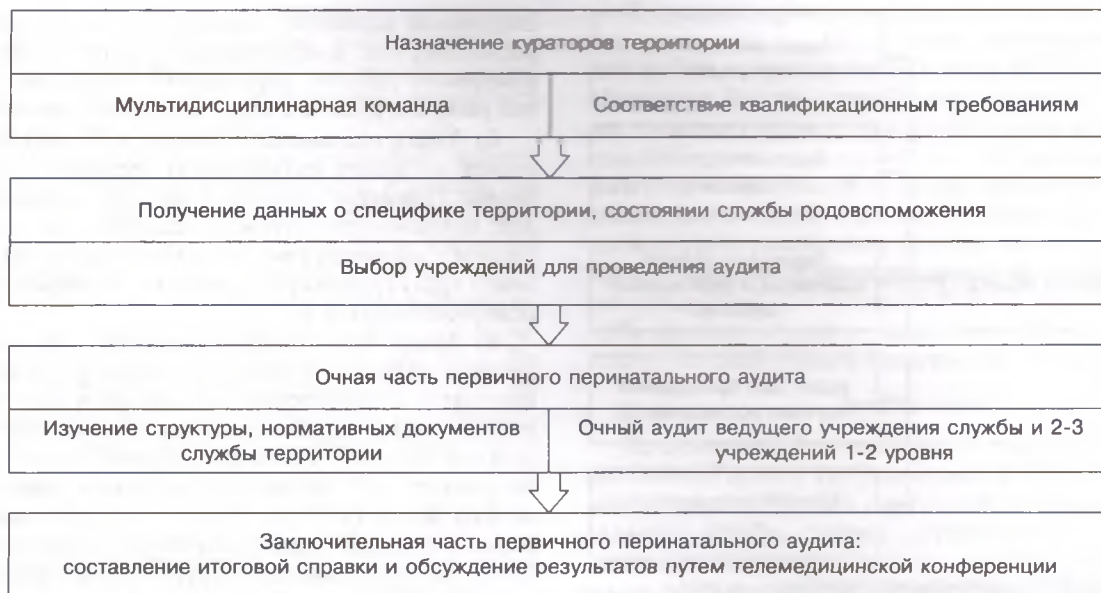 Назначение кураторов территории
Мультидисциплинарная команда
Соответствие квалификационным требованиям
Получение данных о специфике территории, состоянии службы родовспоможения
Выбор учреждений для проведения аудита
Очная часть первичного перинатального аудита
Изучение структуры, нормативных документов
службы территории
Очный аудит ведущего учреждения службы и 2-3
учреждений 1-2 уровня
Заключительная часть первичного перинатального аудита:
составление итоговой справки и обсуждение результатов путем телемедицинской конференции